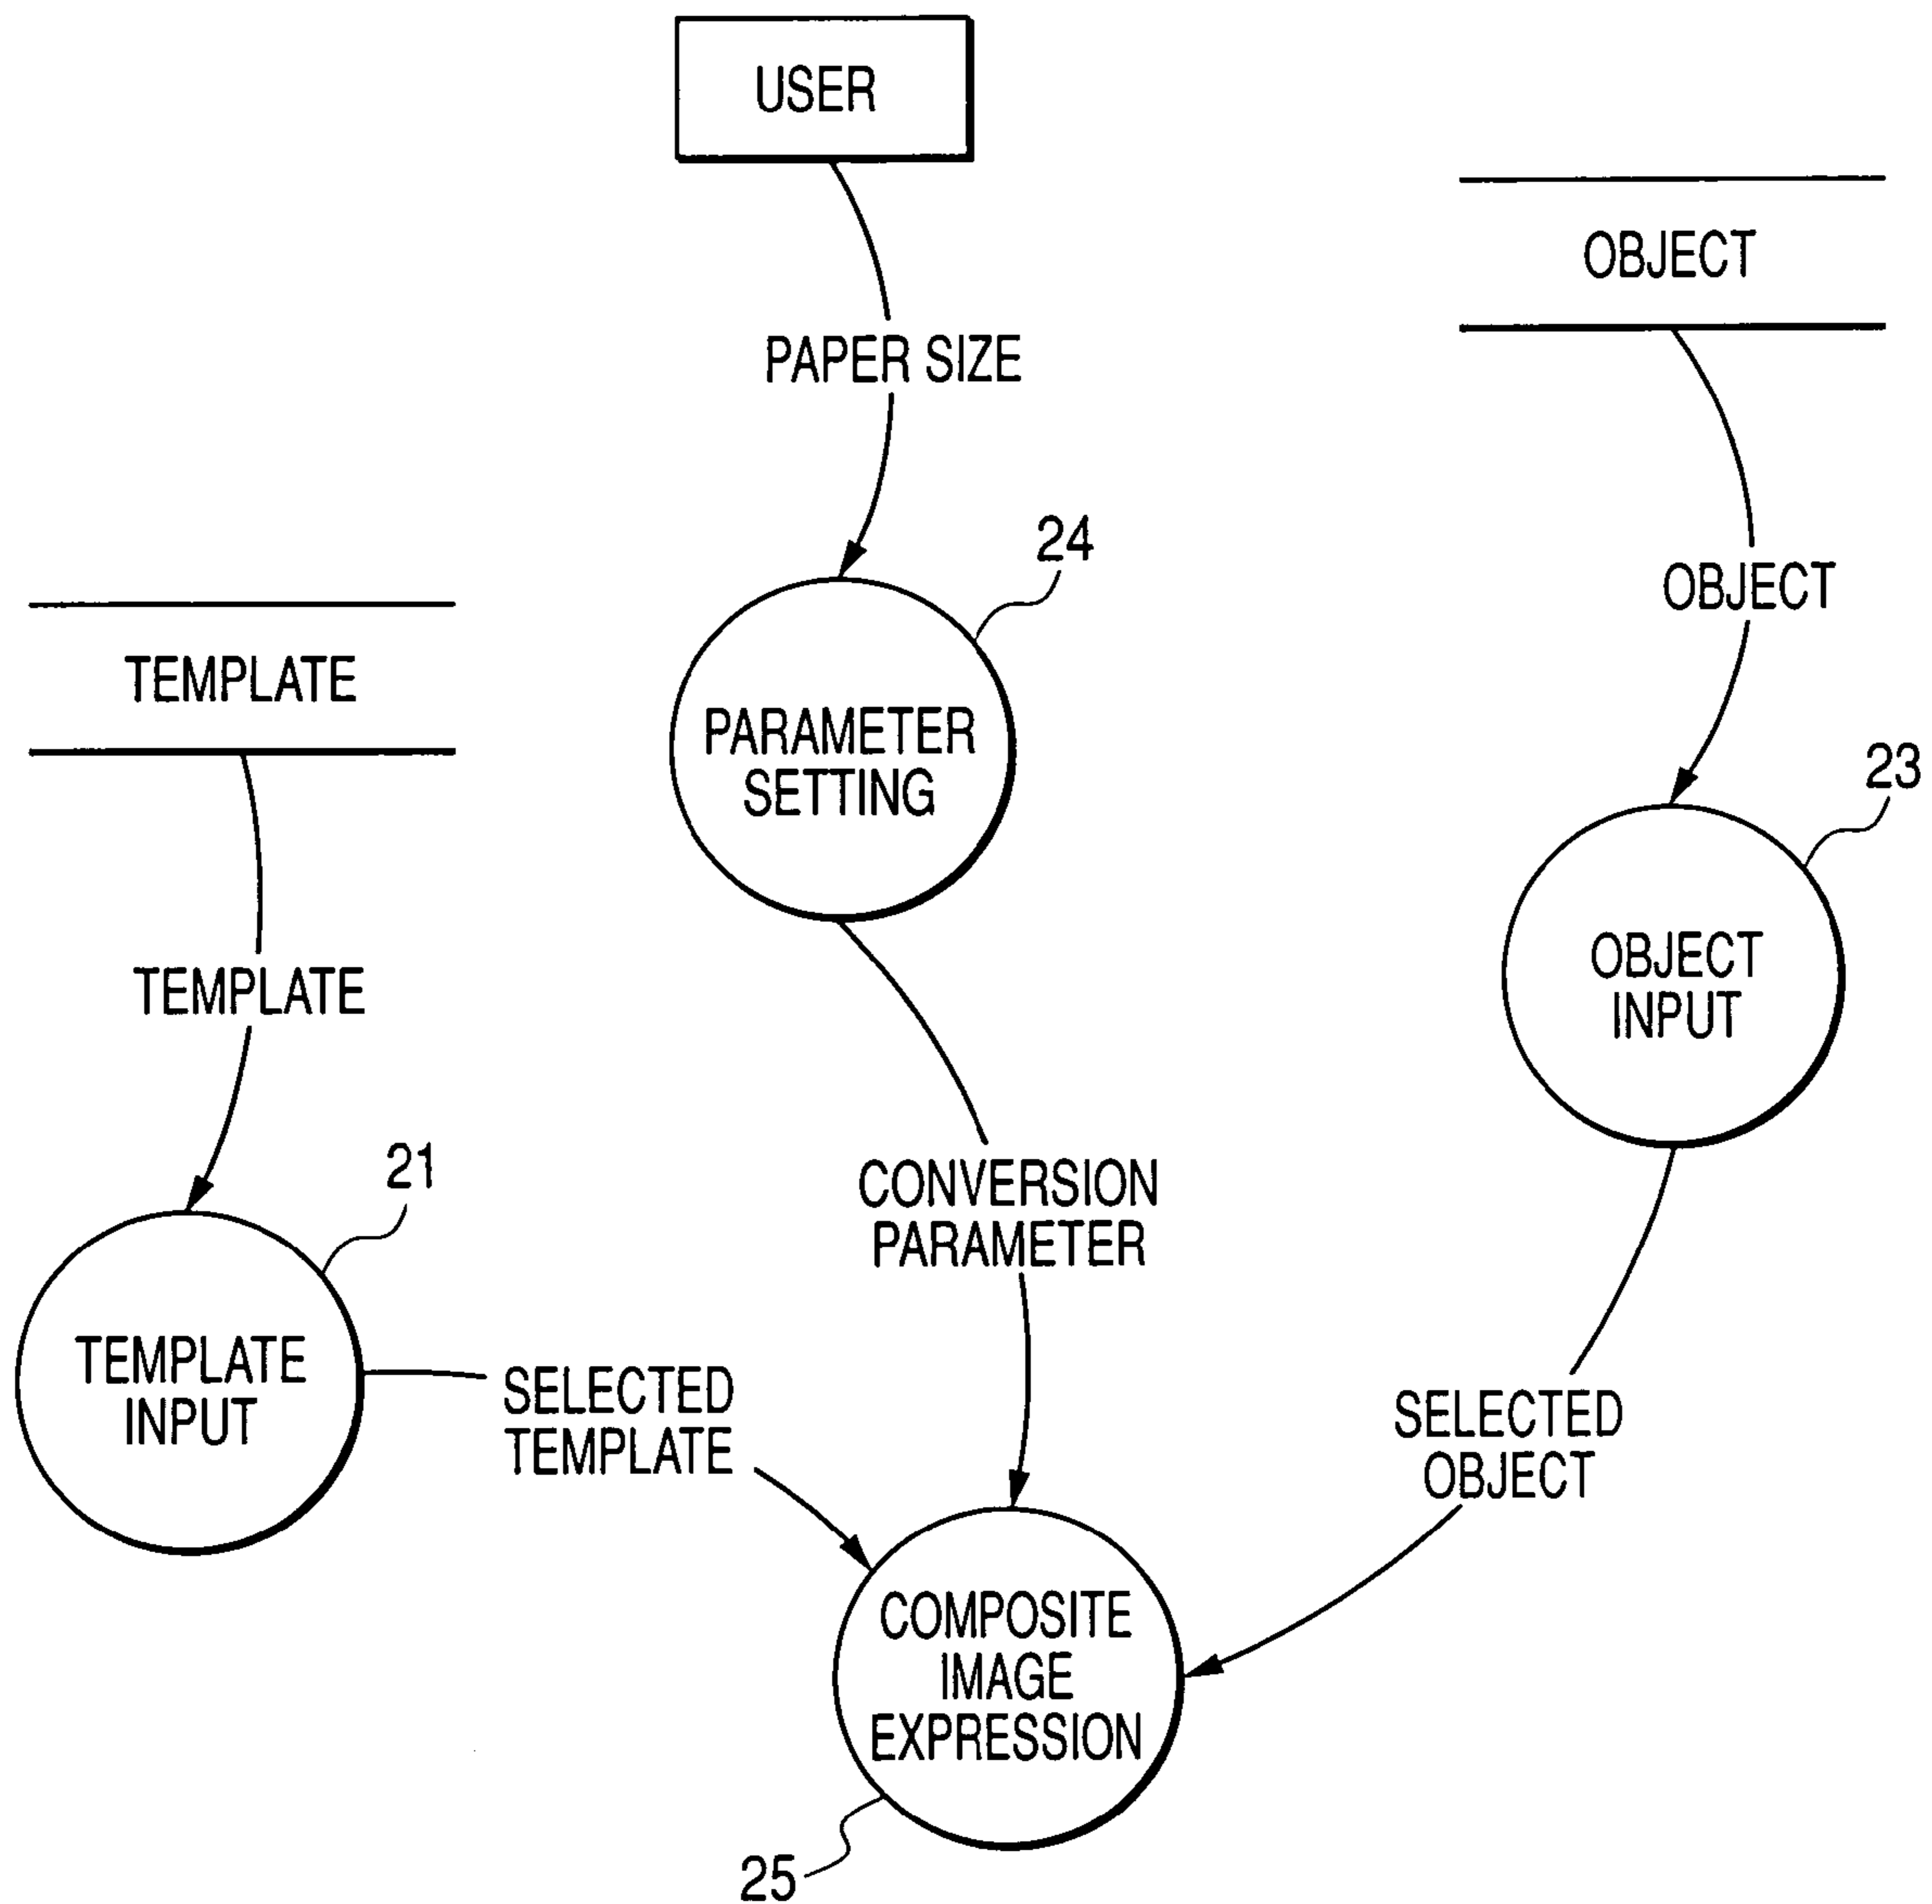 USER
OBJECT
PAPER SIZE
24
OBJECT
TEMPLATE
PARAMETER
SETTING
23
TEMPLATE
OBJECT
INPUT
21
CONVERSION
PARAMETER
TEMPLATE
INPUT
SELECTED
TEMPLATE
SELECTED
OBJECT
COMPOSITE
IMAGE
EXPRESSION
25